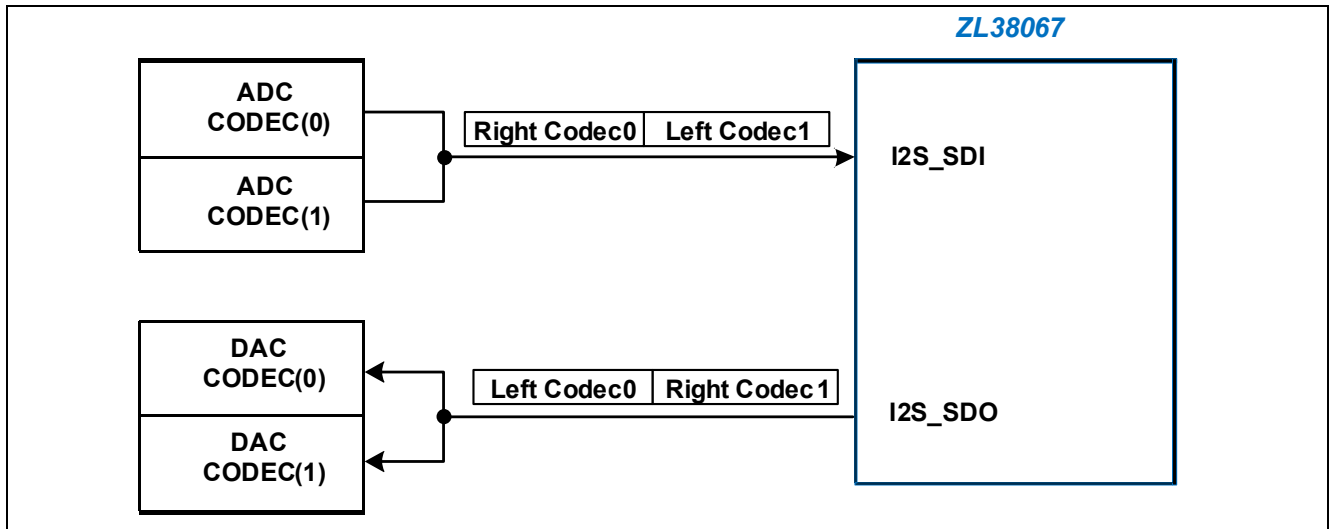 ZL38067
ADC
CODEC(0)
Right Codec0 Left Codec1
I2S_SDI
ADC
CODEC(1)
DAC
CODEC(0)
Left Codec0 Right Codec1
I2S_SDO
DAC
CODEC(1)